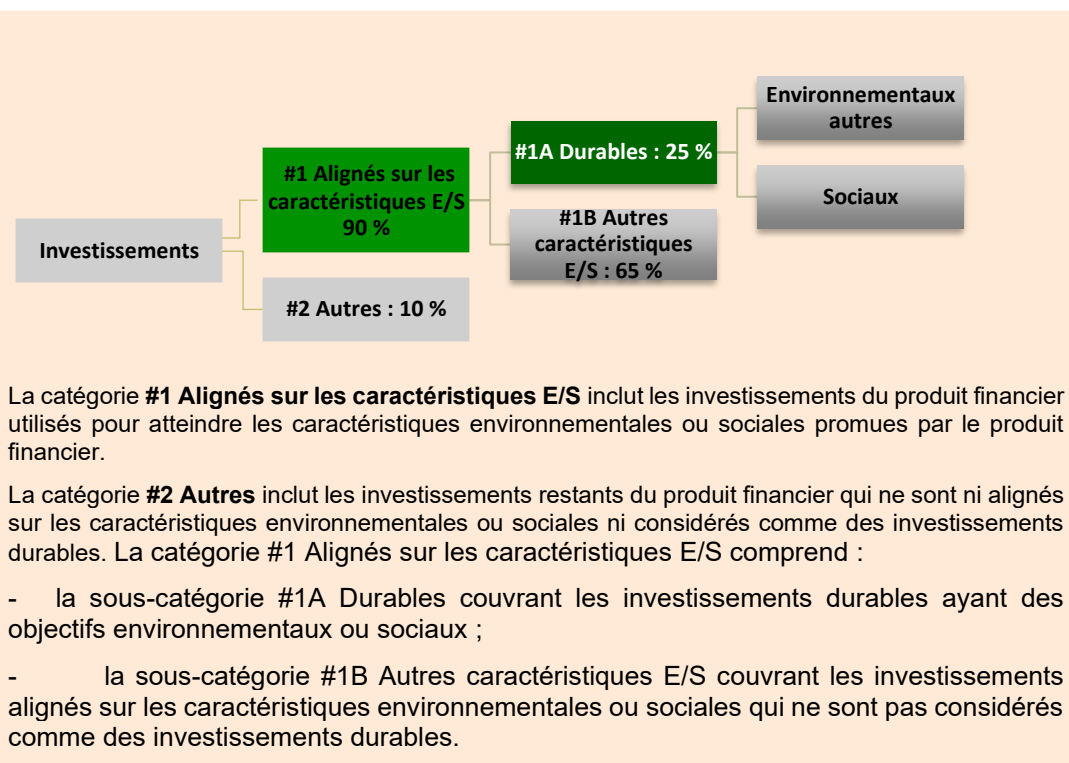 Environnementaux
autres
#1A Durables : 25 %
#1 Alignés sur les
caractéristiques E/S
90 %
Sociaux
#1B Autres
caractéristiques
E/S : 65 %
Investissements
#2 Autres : 10 %
La catégorie #1 Alignés sur les caractéristiques E/S inclut les investissements du produit financier
utilisés pour atteindre les caractéristiques environnementales ou sociales promues par le produit
financier.
La catégorie #2 Autres inclut les investissements restants du produit financier qui ne sont ni alignés
sur les caractéristiques environnementales ou sociales ni considérés comme des investissements
durables. La catégorie #1 Alignés sur les caractéristiques E/S comprend :
- la sous-catégorie #1A Durables couvrant les investissements durables ayant des
objectifs environnementaux ou sociaux ;
- la sous-catégorie #1B Autres caractéristiques E/S couvrant les investissements
alignés sur les caractéristiques environnementales ou sociales qui ne sont pas considérés
comme des investissements durables.